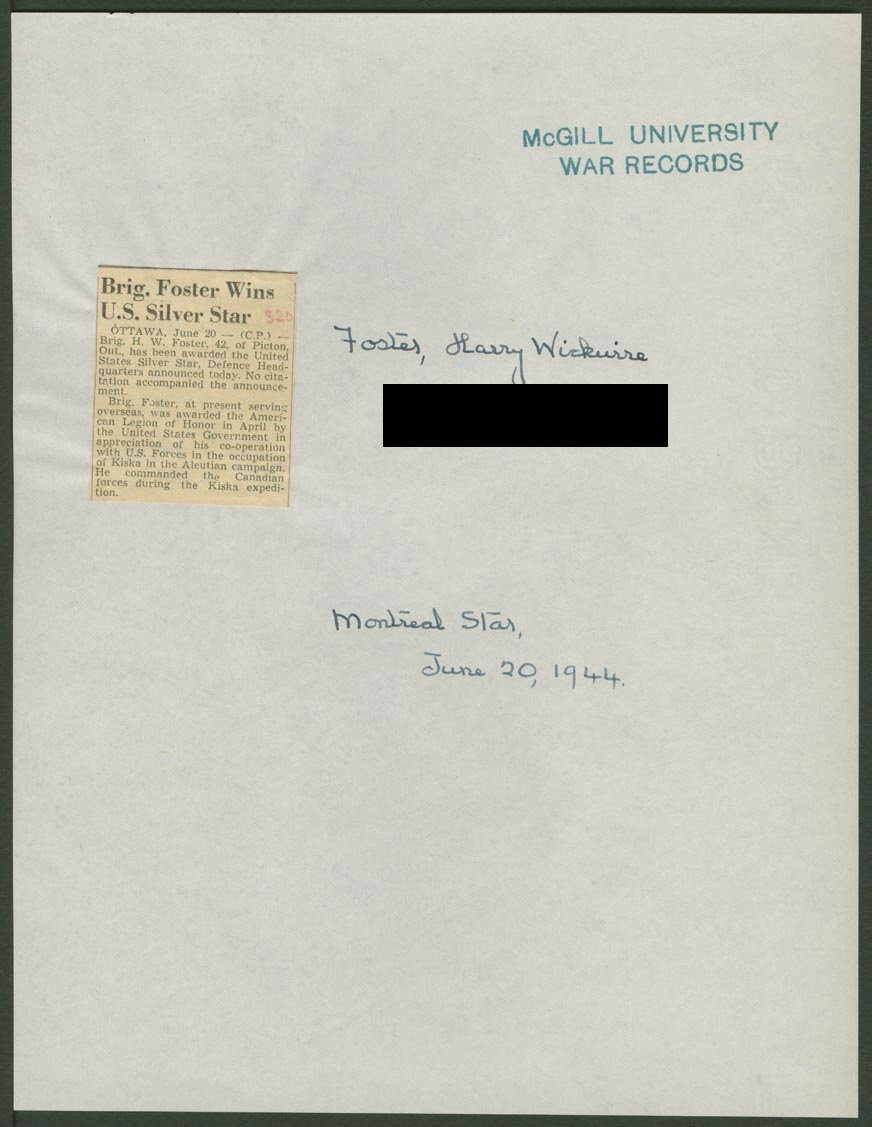 McGILL UNIVERSITY
WAR RECORDS
Brig. Foster Wins
U.S. Silver Star
520
OTTAWA, June 20 — (C.P.) —
Brig. H. W. Foster, 42, of Picton,
Ont., has been awarded the United
States Silver Star, Defence Head-
quarters announced today. No cita-
tation accompanied the announce-
ment.
Brig. Foster, at present serving
overseas, was awarded the Ameri-
can Legion of Honor in April by
the United States Government in
appreciation of his co-operation
with U.S. Forces in the occupation
of Kiska in the Aleutian campaign.
He commanded the Canadian
forces during the Kiska expedi-
tion.
Foster, Harry Wickwire
Montreal Star,
June 20, 1944.